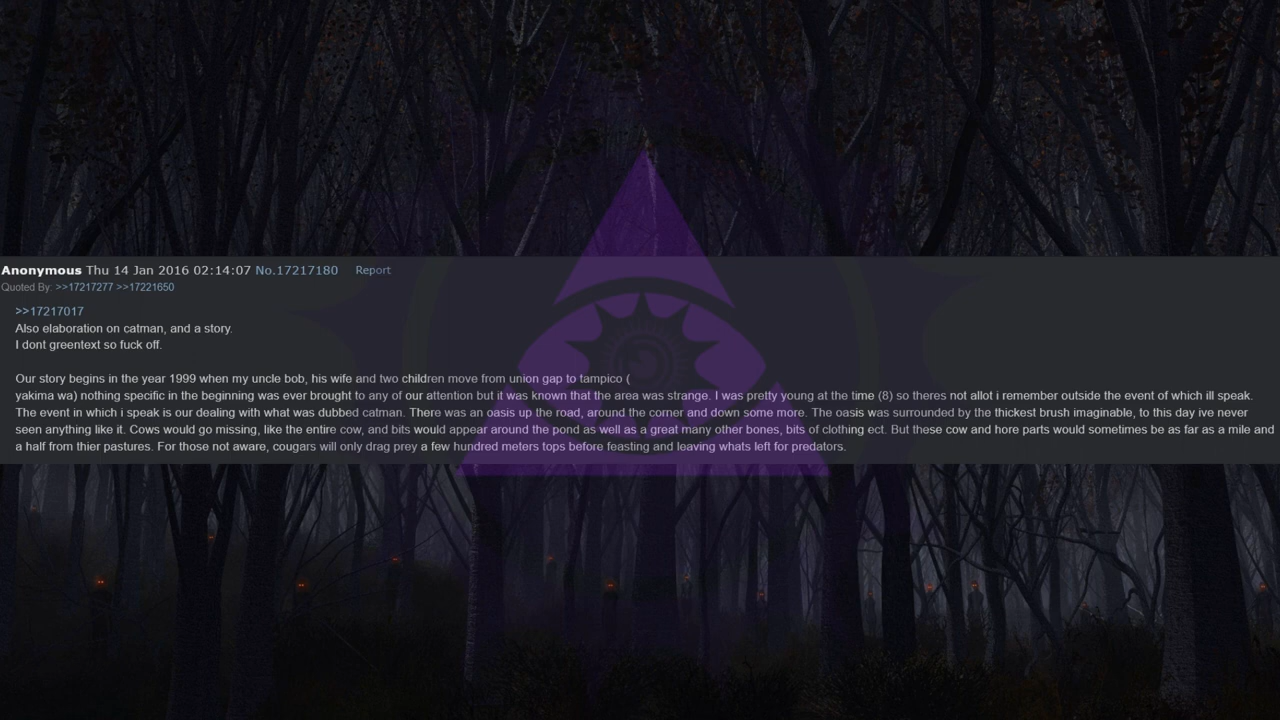 Anonymous Thu 14 Jan 2016 02:14:07 No.17217180 Report
Quoted By: >>17217277 >>17221650
>>17217017
Also elaboration on catman, and a story.
I dont greentext so fuck off.
Our story begins in the year 1999 when my uncle bob, his wife and two children move from union gap to tampico (
yakima wa) nothing specific in the beginning was ever brought to any of our attention but it was known that the area was strange. I was pretty young at the time (8) so theres not allot i remember outside the event of which ill speak.
The event in which i speak is our dealing with what was dubbed catman. There was an oasis up the road, around the corner and down some more. The oasis was surrounded by the thickest brush imaginable, to this day ive never
seen anything like it. Cows would go missing, like the entire cow, and bits would appear around the pond as well as a great many other bones, bits of clothing ect. But these cow and hore parts would sometimes be as far as a mile and
a half from thier pastures. For those not aware, cougars will only drag prey a few hundred meters tops before feasting and leaving whats left for predators.